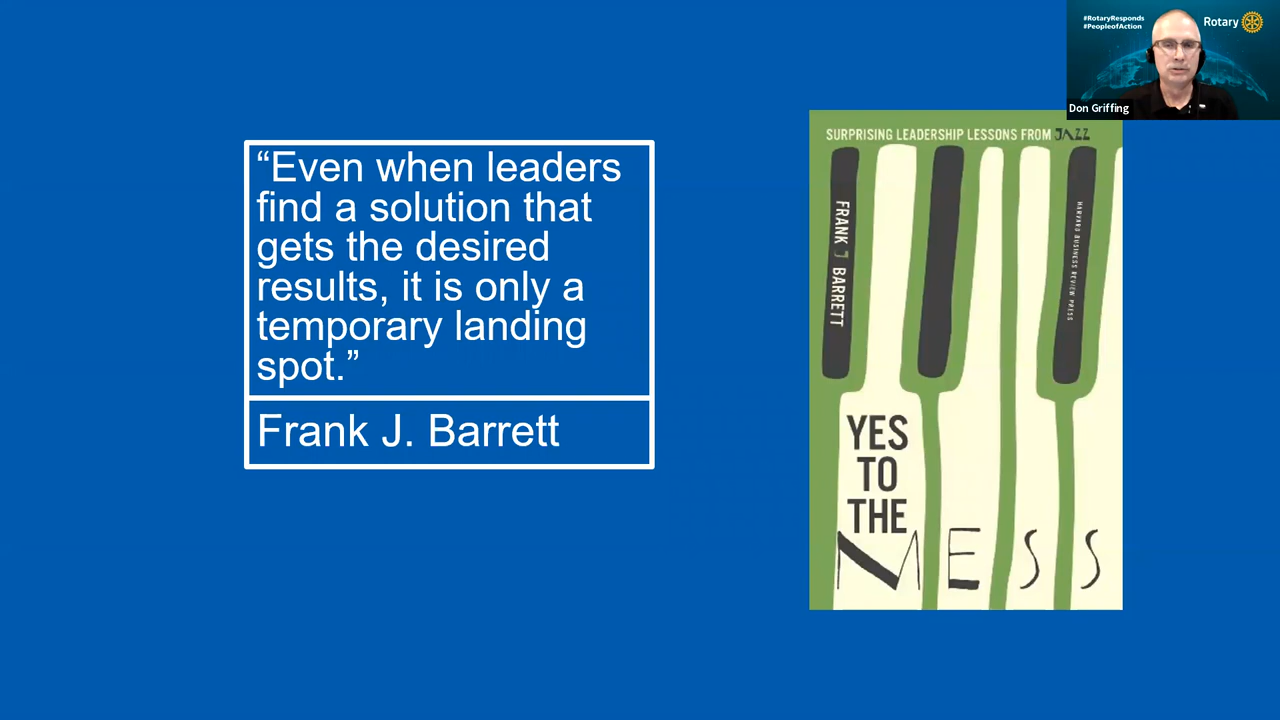 “Even when leaders
find a solution that
gets the desired
results, it is only a
temporary landing
spot.”
Frank J. Barrett
#RotaryResponds
#PeopleofAction
Rotary
Don Griffing
SURPRISING LEADERSHIP LESSONS FROM JAZZ
FRANK J BARRETT
HARVARD BUSINESS REVIEW PRESS
YES
TO
THE
MESS